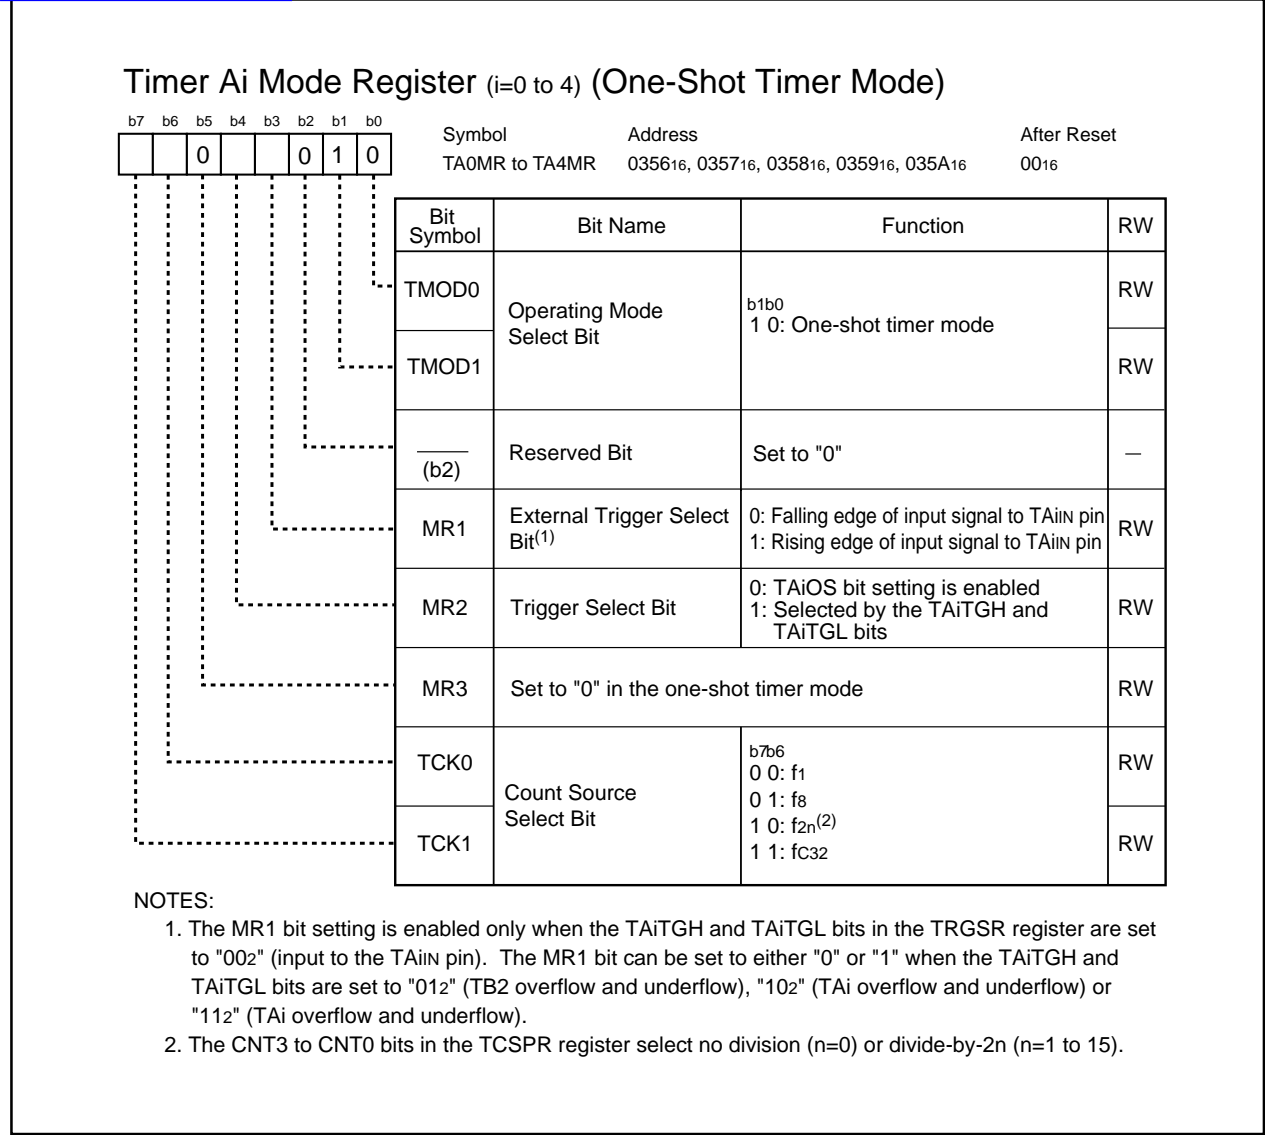 Timer Ai Mode Register (i=0 to 4) (One-Shot Timer Mode)
b7 b6 b5 b4 b3 b2 b1 b0
0 0 1 0
Symbol Address After Reset
TA0MR to TA4MR 035616, 035716, 035816, 035916, 035A16 0016
Bit
Symbol
Bit Name
Function
RW
TMOD0
TMOD1
Operating Mode
Select Bit
b1b0
1 0: One-shot timer mode
RW
RW
(b2)
Reserved Bit
Set to "0"
—
MR1
External Trigger Select
Bit(1)
0: Falling edge of input signal to TAiIN pin
1: Rising edge of input signal to TAiIN pin
RW
MR2
Trigger Select Bit
0: TAiOS bit setting is enabled
1: Selected by the TAiTGH and
TAiTGL bits
RW
MR3
Set to "0" in the one-shot timer mode
RW
TCK0
TCK1
Count Source
Select Bit
b7b6
0 0: f1
0 1: f8
1 0: f2n(2)
1 1: fC32
RW
RW
NOTES:
1. The MR1 bit setting is enabled only when the TAiTGH and TAiTGL bits in the TRGSR register are set
to "002" (input to the TAiIN pin). The MR1 bit can be set to either "0" or "1" when the TAiTGH and
TAiTGL bits are set to "012" (TB2 overflow and underflow), "102" (TAi overflow and underflow) or
"112" (TAi overflow and underflow).
2. The CNT3 to CNT0 bits in the TCSPR register select no division (n=0) or divide-by-2n (n=1 to 15).